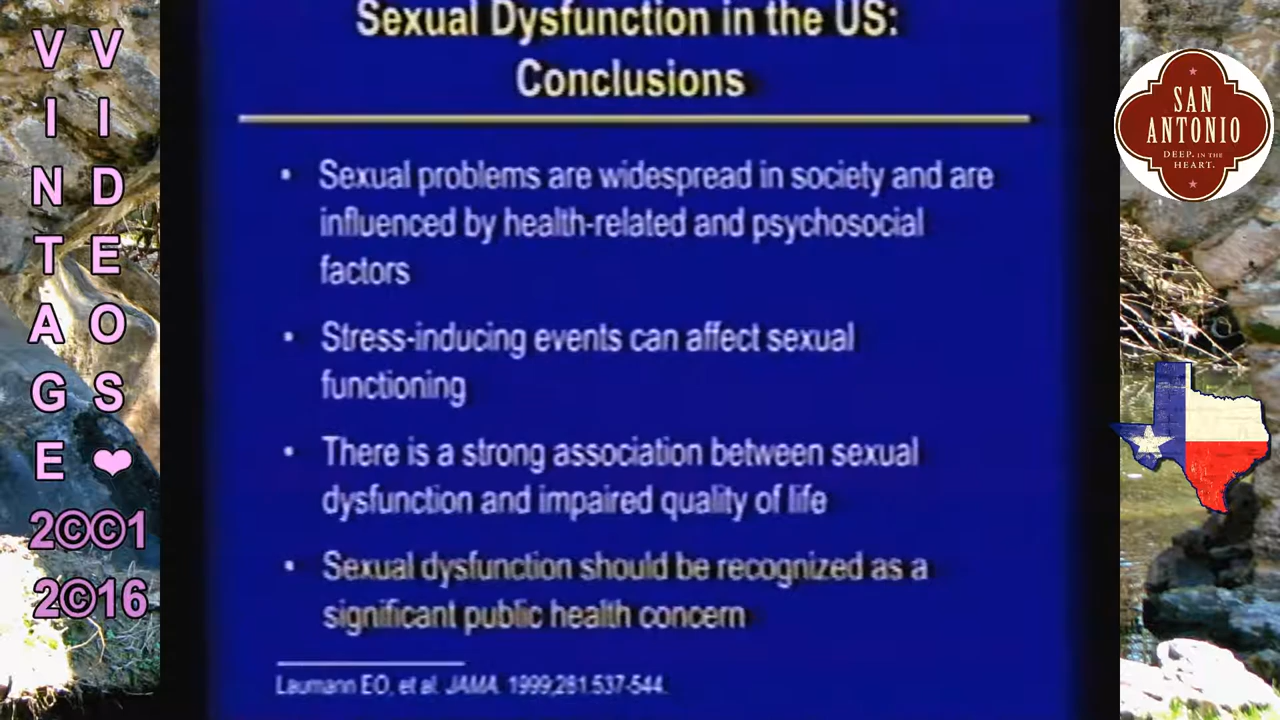 VINTAGE
VIDEOS❤
2©©1
2©16
Sexual Dysfunction in the US:
Conclusions
• Sexual problems are widespread in society and are
influenced by health-related and psychosocial
factors
• Stress-inducing events can affect sexual
functioning
• There is a strong association between sexual
dysfunction and impaired quality of life
• Sexual dysfunction should be recognized as a
significant public health concern
Laumann EO, et al. JAMA. 1999;281:537-544.
SAN
ANTONIO
DEEP. IN THE
HEART.